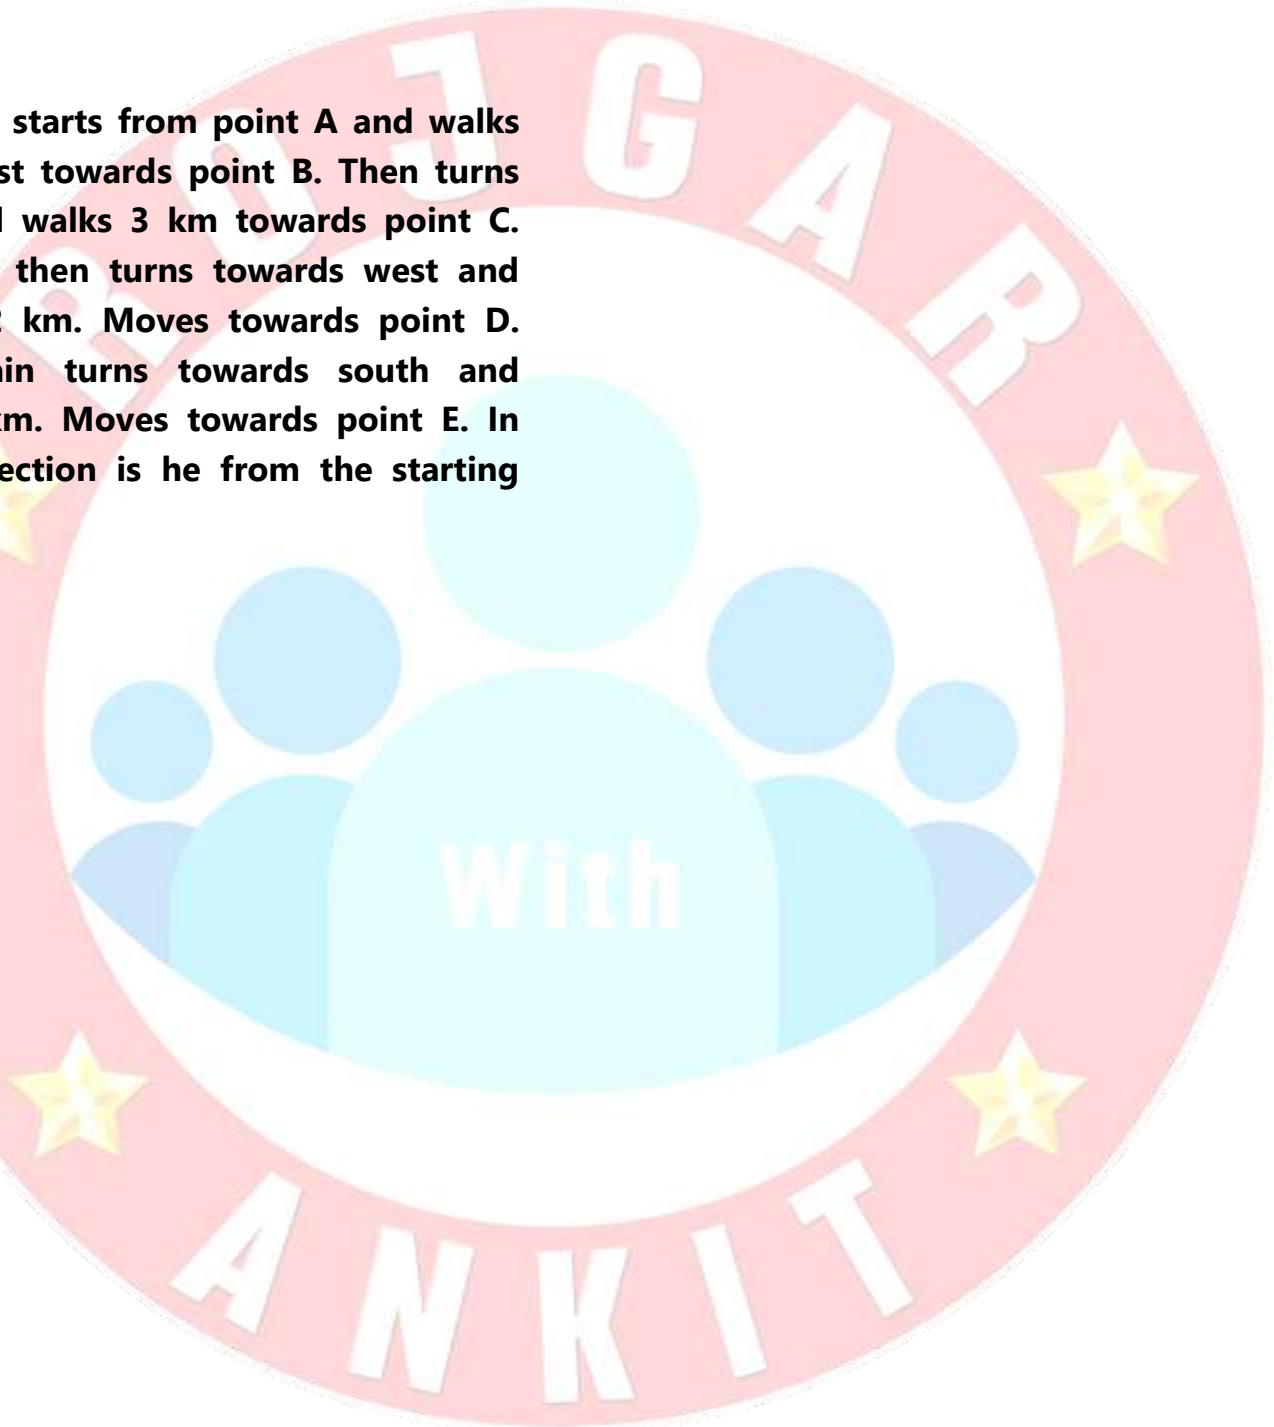 starts from point A and walks
st towards point B. Then turns
walks 3 km towards point C.
then turns towards west and
km. Moves towards point D.
in turns towards south and
km. Moves towards point E. In
ection is he from the starting
ROJGAR
With
ANKIT